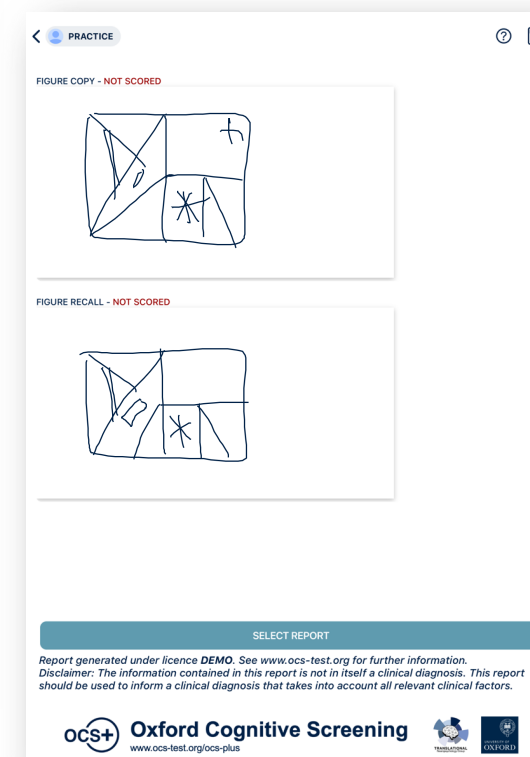 PRACTICE
FIGURE COPY - NOT SCORED
FIGURE RECALL - NOT SCORED
SELECT REPORT
Report generated under licence DEMO. See www.ocs-test.org for further information.
Disclaimer: The information contained in this report is not in itself a clinical diagnosis. This report
should be used to inform a clinical diagnosis that takes into account all relevant clinical factors.
ocs+ Oxford Cognitive Screening
www.ocs-test.org/ocs-plus
TRANSLATIONAL
UNIVERSITY OF
OXFORD